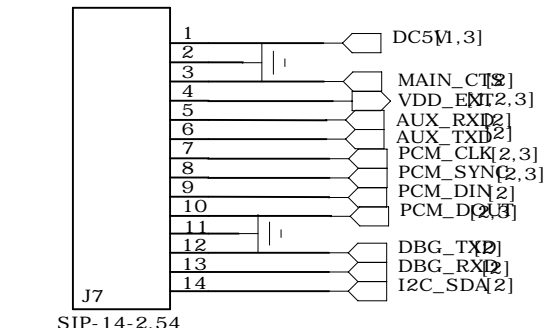 1 DC5V[1,3]
2
3 MAIN_CTS[2]
4 VDD_EXT[1,2,3]
5 AUX_RXD[2]
6 AUX_TXD[2]
7 PCM_CLK[2,3]
8 PCM_SYNC[2,3]
9 PCM_DIN[2]
10 PCM_DOUT[2,3]
11
12 DBG_TXD[2]
13 DBG_RXD[2]
14 I2C_SDA[2]
J7
SIP-14-2.54